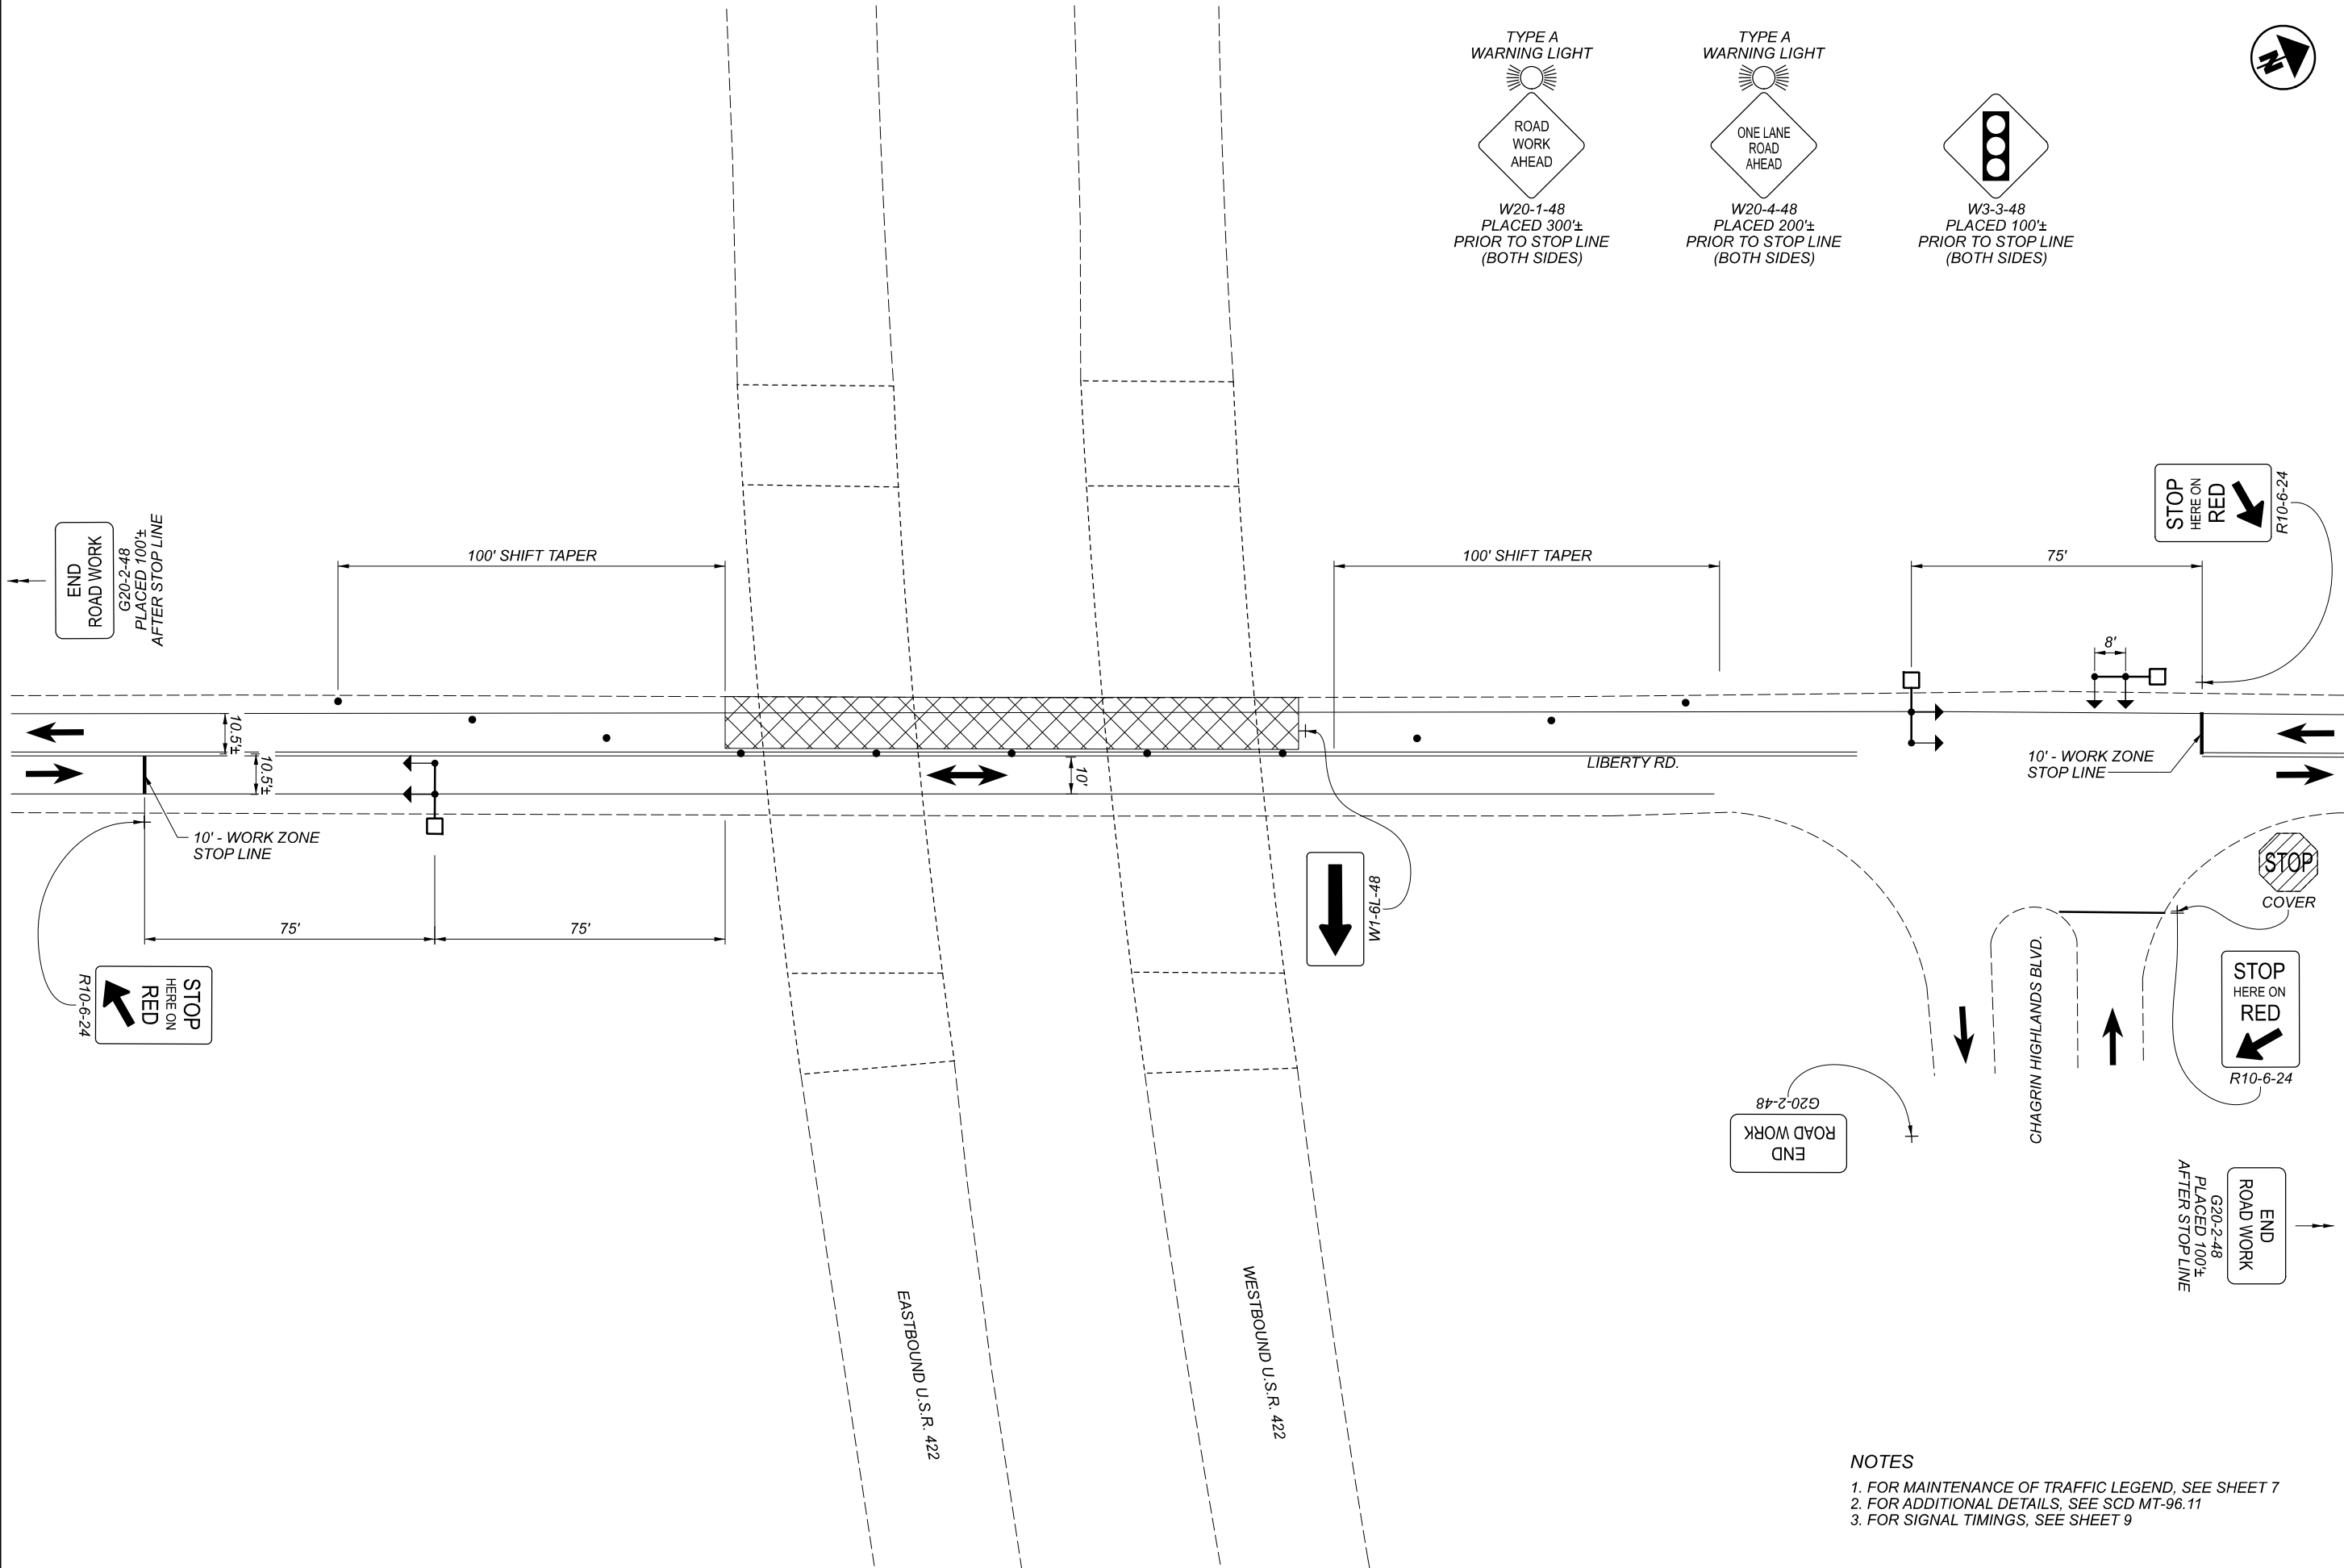 TYPE A
WARNING LIGHT
ROAD
WORK
AHEAD
W20-1-48
PLACED 300'±
PRIOR TO STOP LINE
(BOTH SIDES)
TYPE A
WARNING LIGHT
ONE LANE
ROAD
AHEAD
W20-4-48
PLACED 200'±
PRIOR TO STOP LINE
(BOTH SIDES)
W3-3-48
PLACED 100'±
PRIOR TO STOP LINE
(BOTH SIDES)
N
END
ROAD WORK
G20-2-48
PLACED 100'±
AFTER STOP LINE
100' SHIFT TAPER
100' SHIFT TAPER
75'
STOP
HERE ON
RED
R10-6-24
8'
10.5'±
10.5'±
10'
LIBERTY RD.
10' - WORK ZONE
STOP LINE
10' - WORK ZONE
STOP LINE
75'
75'
STOP
HERE ON
RED
R10-6-24
W1-6L-48
STOP
COVER
STOP
HERE ON
RED
R10-6-24
CHAGRIN HIGHLANDS BLVD.
G20-2-48
END
ROAD WORK
END
ROAD WORK
G20-2-48
PLACED 100'±
AFTER STOP LINE
EASTBOUND U.S.R. 422
WESTBOUND U.S.R. 422
NOTES
1. FOR MAINTENANCE OF TRAFFIC LEGEND, SEE SHEET 7
2. FOR ADDITIONAL DETAILS, SEE SCD MT-96.11
3. FOR SIGNAL TIMINGS, SEE SHEET 9